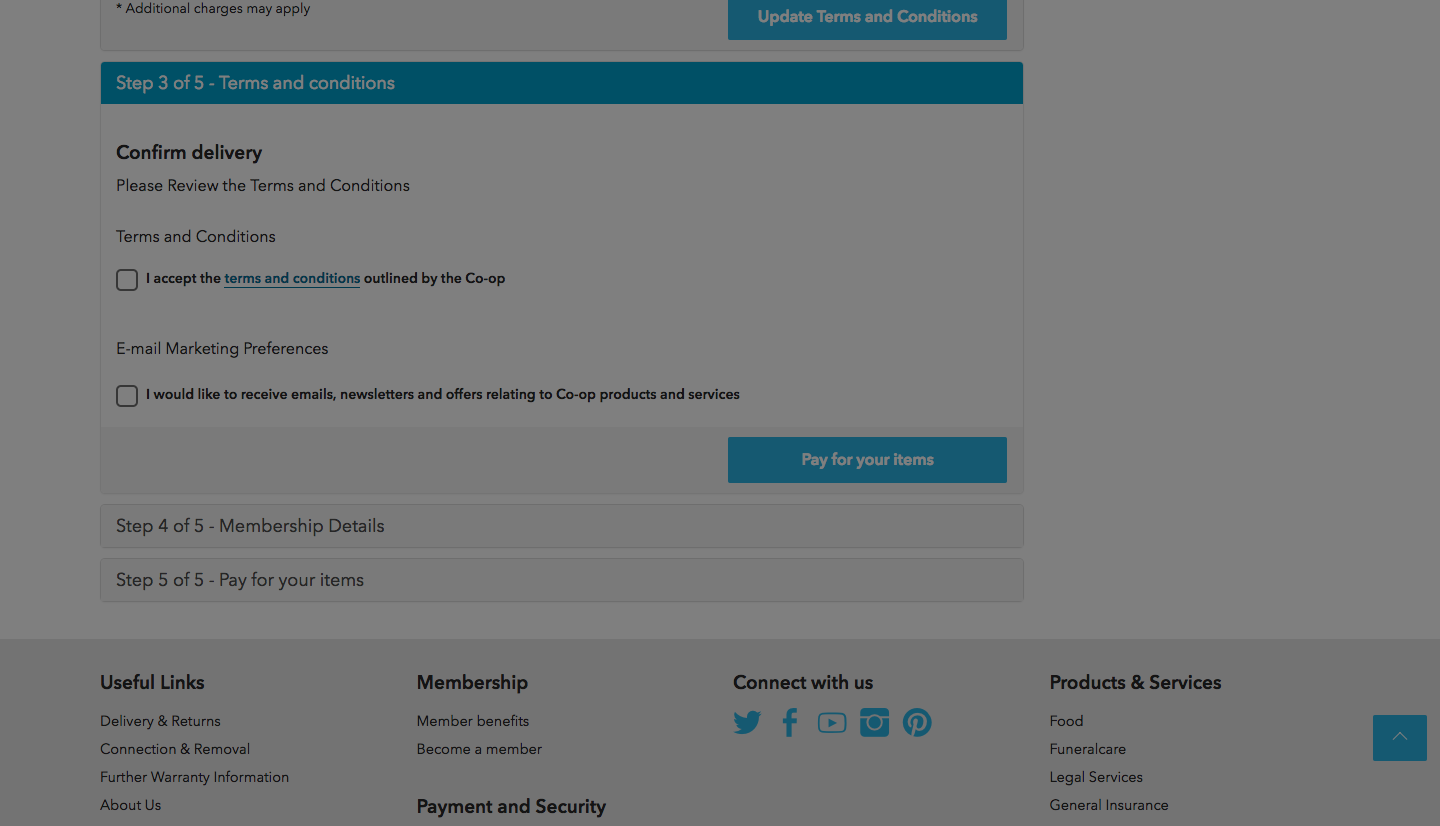 * Additional charges may apply
Update Terms and Conditions
Step 3 of 5 - Terms and conditions
Confirm delivery
Please Review the Terms and Conditions
Terms and Conditions
I accept the terms and conditions outlined by the Co-op
E-mail Marketing Preferences
I would like to receive emails, newsletters and offers relating to Co-op products and services
Pay for your items
Step 4 of 5 - Membership Details
Step 5 of 5 - Pay for your items
Useful Links
Delivery & Returns
Connection & Removal
Further Warranty Information
About Us
Membership
Member benefits
Become a member
Payment and Security
Connect with us
Products & Services
Food
Funeralcare
Legal Services
General Insurance